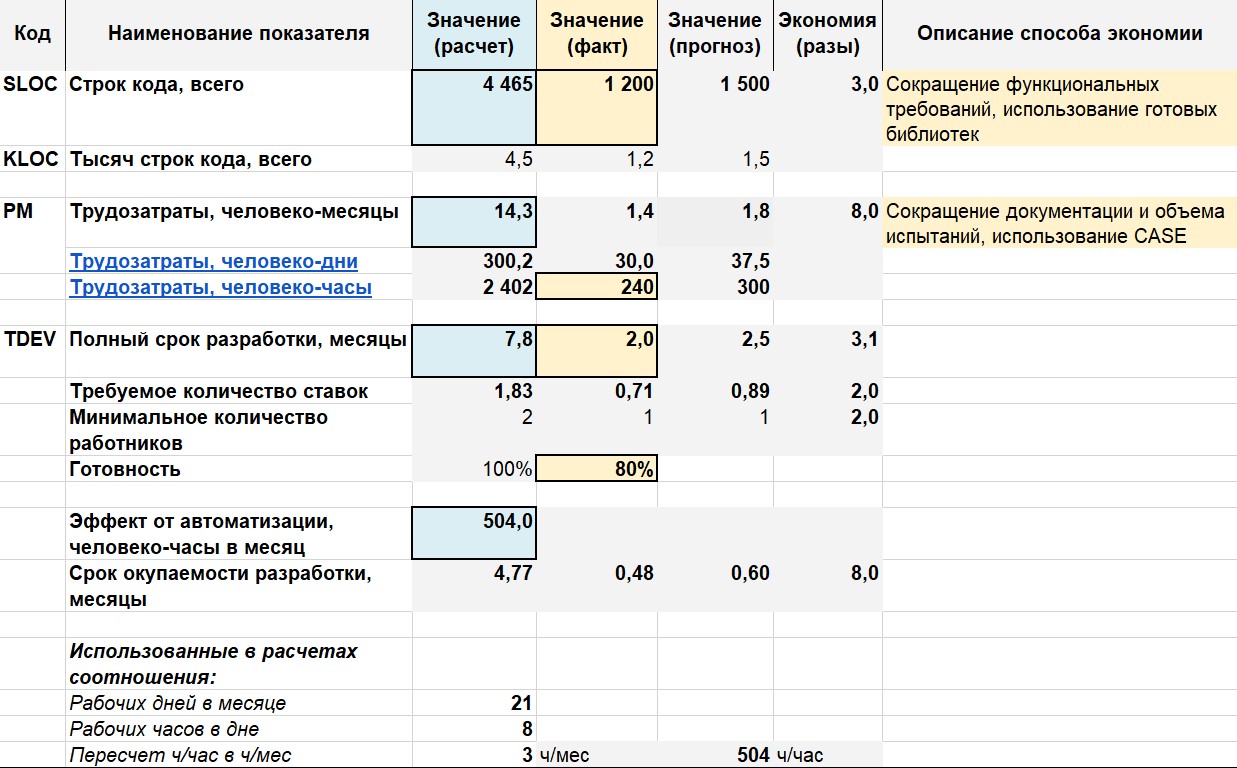 Код Наименование показателя Значение (расчет) Значение (факт) Значение (прогноз) Экономия (разы) Описание способа экономии
SLOC Строк кода, всего 4 465 1 200 1 500 3,0 Сокращение функциональных
требований, использование готовых
библиотек
KLOC Тысяч строк кода, всего 4,5 1,2 1,5
PM Трудозатраты, человеко-месяцы 14,3 1,4 1,8 8,0 Сокращение документации и объема
испытаний, использование CASE
Трудозатраты, человеко-дни 300,2 30,0 37,5
Трудозатраты, человеко-часы 2 402 240 300
TDEV Полный срок разработки, месяцы 7,8 2,0 2,5 3,1
Требуемое количество ставок 1,83 0,71 0,89 2,0
Минимальное количество 2 1 1 2,0
работников
Готовность 100% 80%
Эффект от автоматизации, 504,0
человеко-часы в месяц
Срок окупаемости разработки, 4,77 0,48 0,60 8,0
месяцы
Использованные в расчетах
соотношения:
Рабочих дней в месяце 21
Рабочих часов в дне 8
Пересчет ч/час в ч/мес 3 ч/мес 504 ч/час